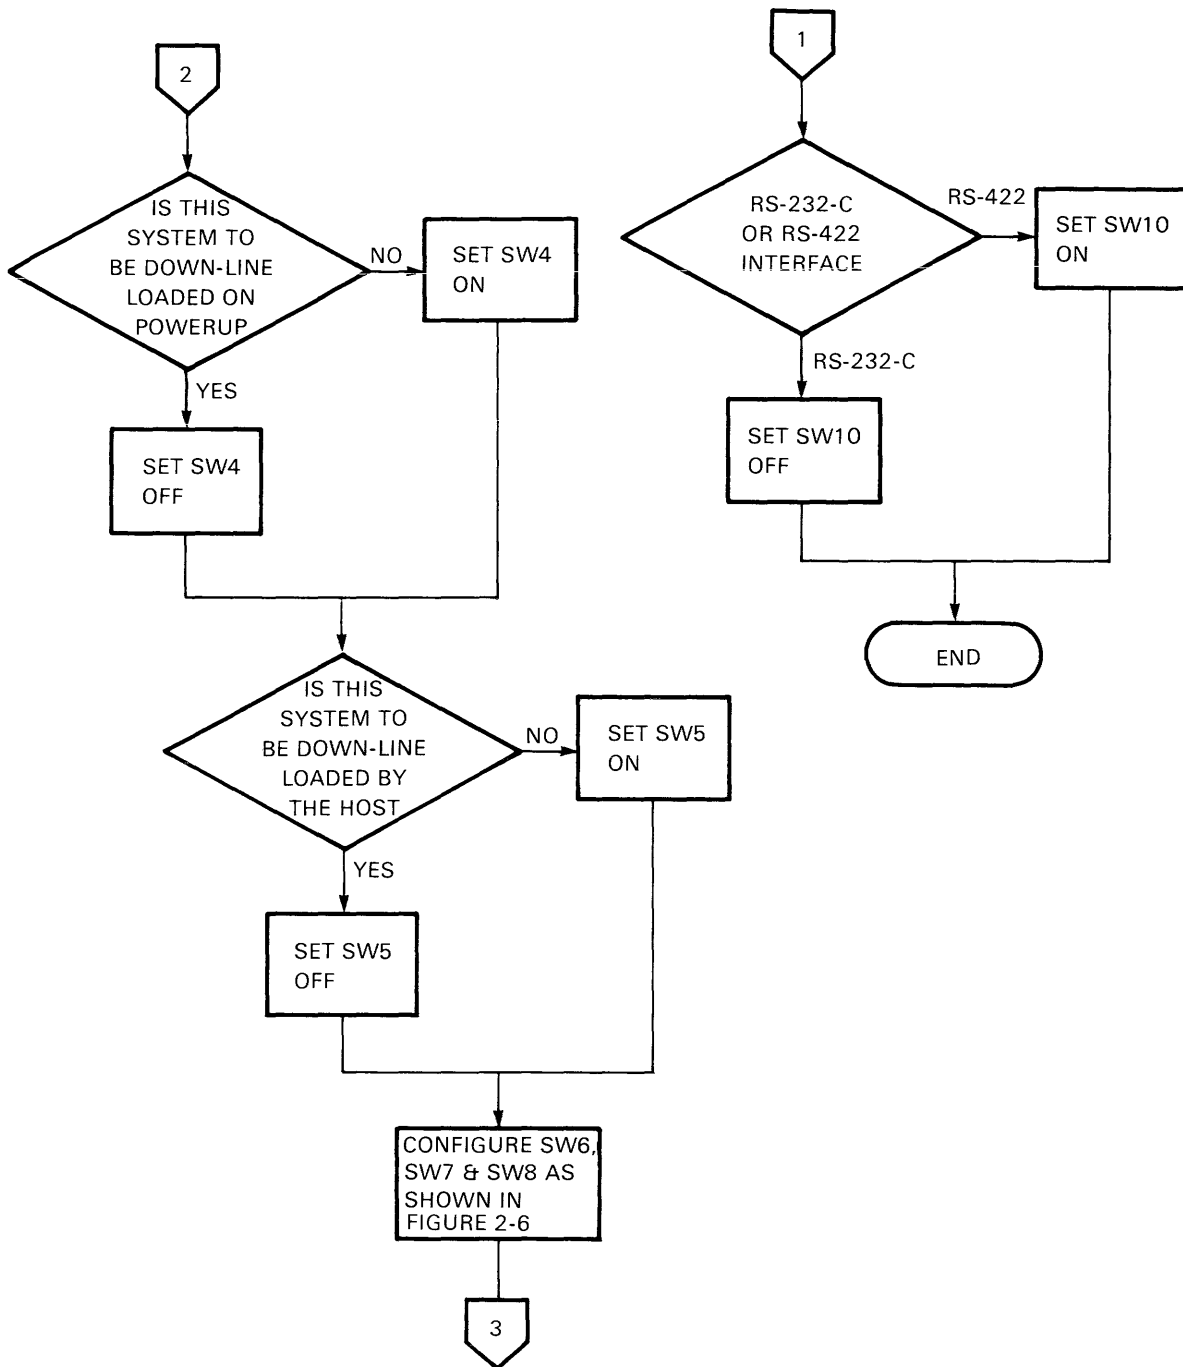 2
IS THIS
SYSTEM TO
BE DOWN-LINE
LOADED ON
POWERUP
NO
SET SW4
ON
YES
SET SW4
OFF
IS THIS
SYSTEM TO
BE DOWN-LINE
LOADED BY
THE HOST
NO
SET SW5
ON
YES
SET SW5
OFF
CONFIGURE SW6,
SW7 & SW8 AS
SHOWN IN
FIGURE 2-6
3
1
RS-232-C
OR RS-422
INTERFACE
RS-422
SET SW10
ON
RS-232-C
SET SW10
OFF
END